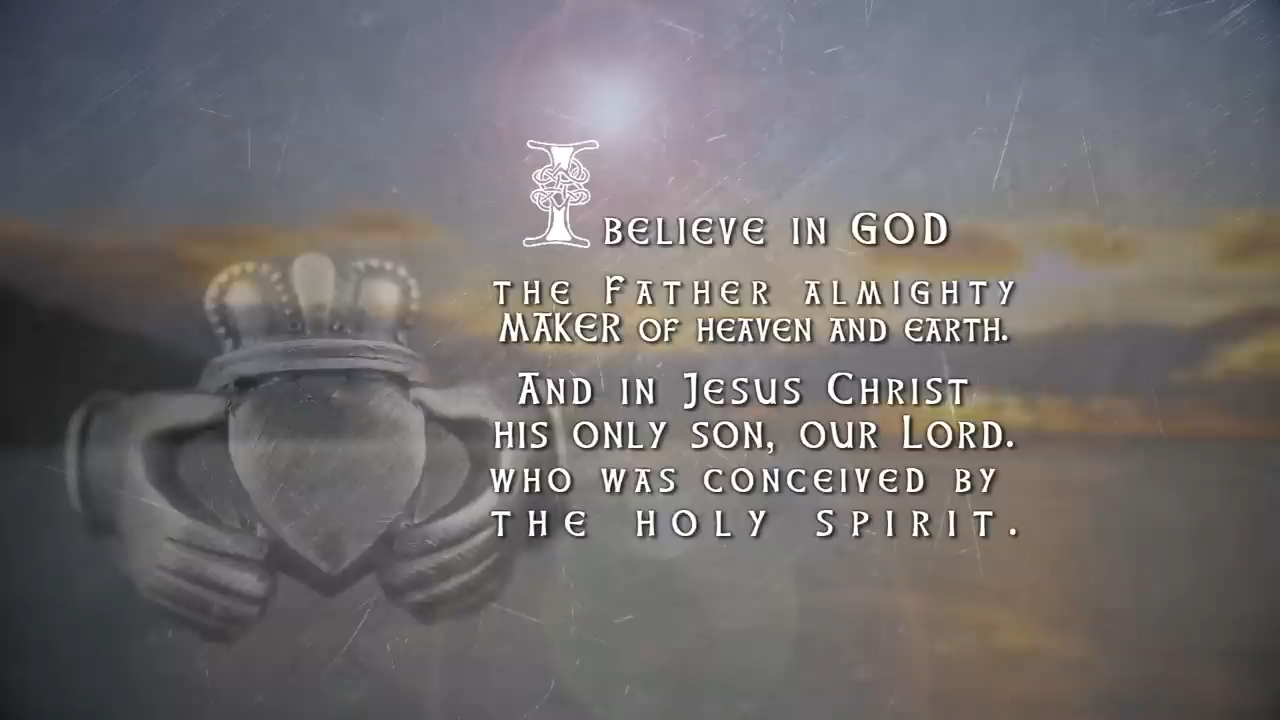 I BELIEVE IN GOD
THE FATHER ALMIGHTY
MAKER OF HEAVEN AND EARTH.
AND IN JESUS CHRIST
HIS ONLY SON, OUR LORD.
WHO WAS CONCEIVED BY
THE HOLY SPIRIT.